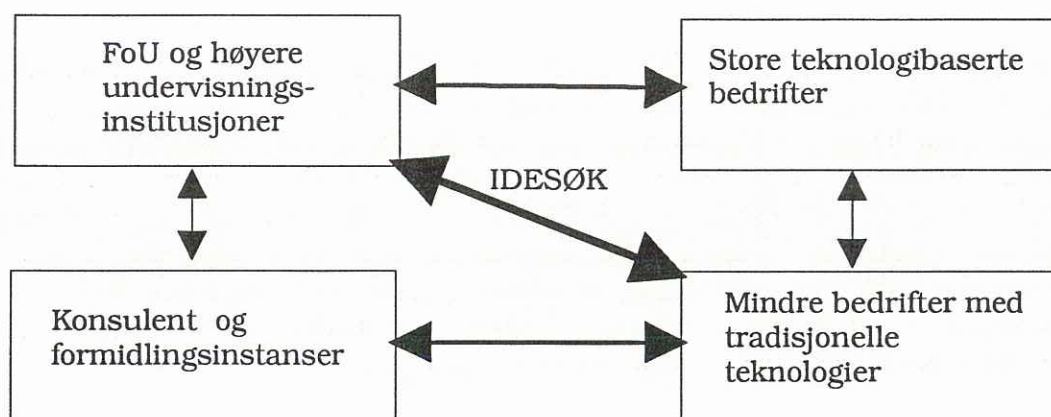 FoU og høyere
undervisnings-
institusjoner
Store teknologibaserte
bedrifter
IDESØK
Konsulent og
formidlingsinstanser
Mindre bedrifter med
tradisjonelle
teknologier